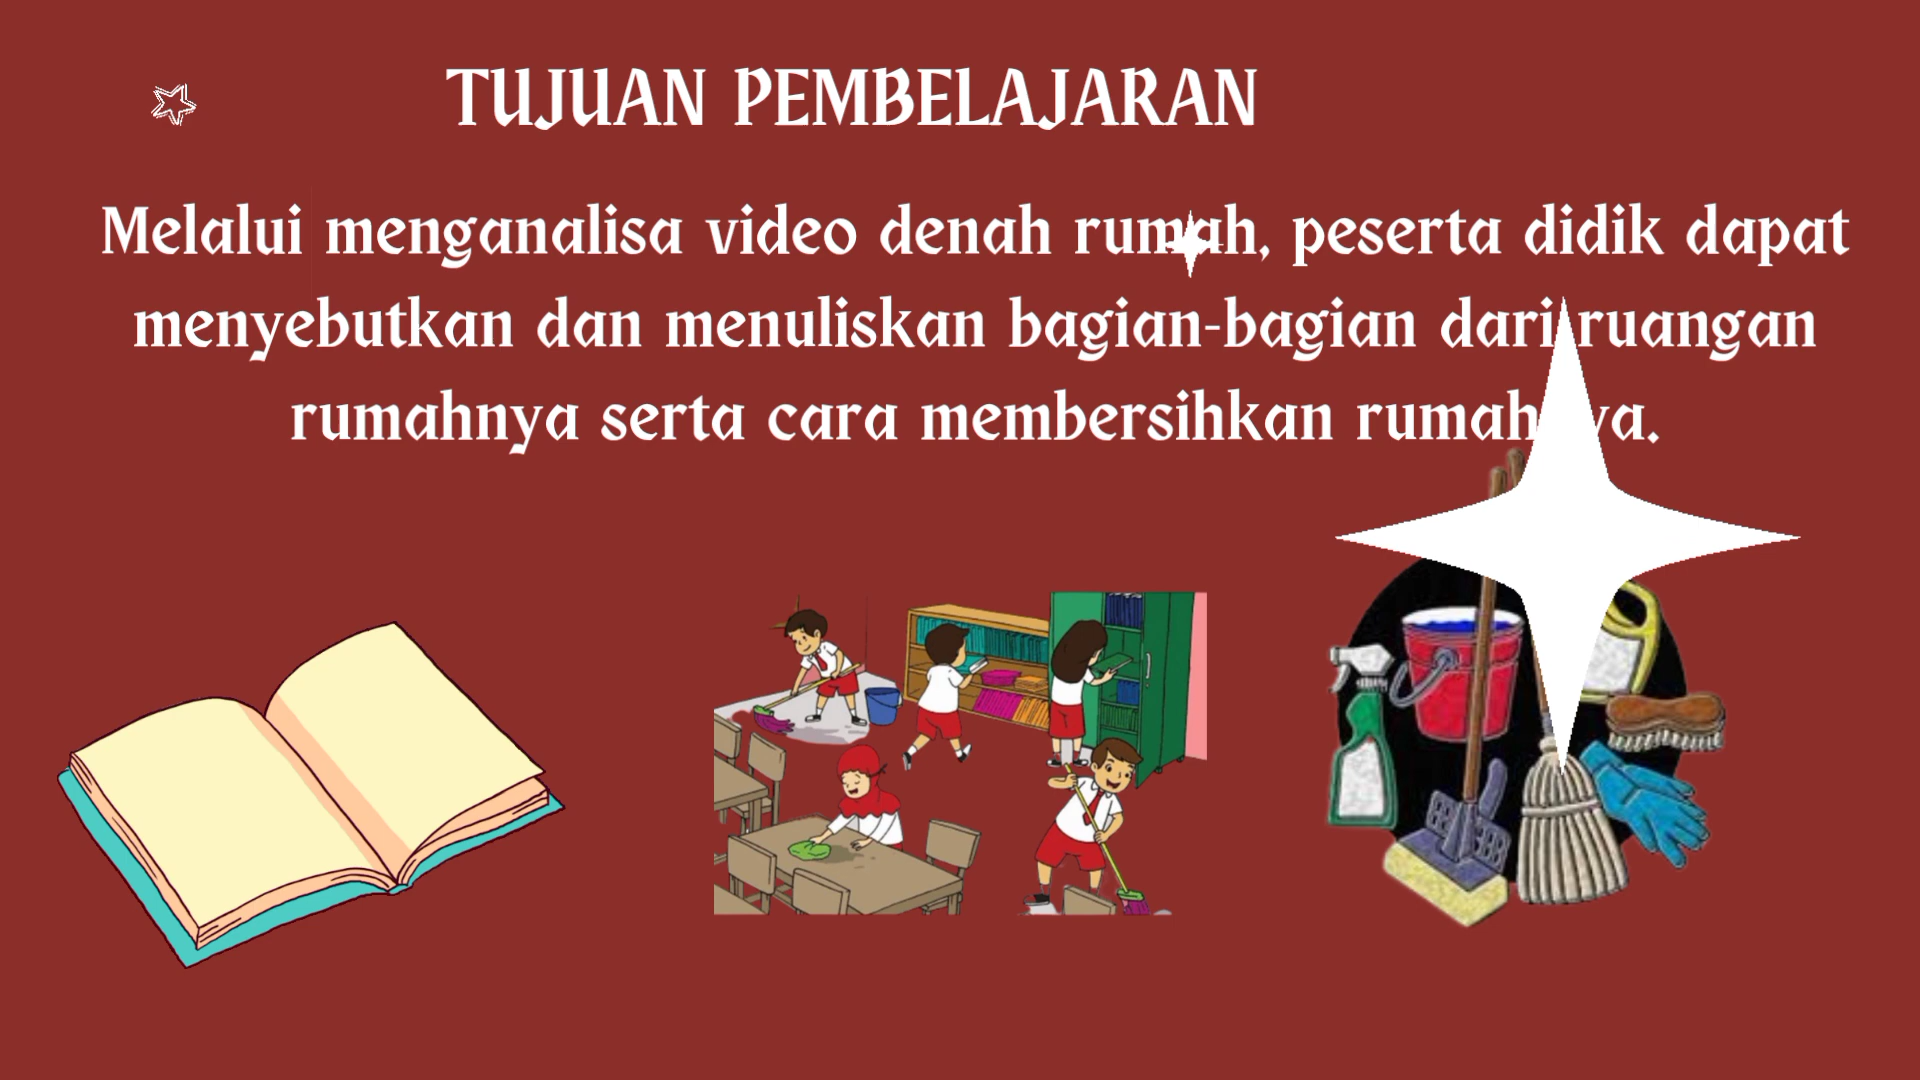 TUJUAN PEMBELAJARAN
Melalui menganalisa video denah rumah, peserta didik dapat
menyebutkan dan menuliskan bagian-bagian dari ruangan
rumahnya serta cara membersihkan rumahnya.